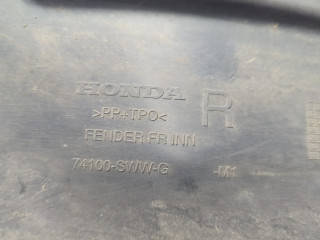 HONDA
>PP+TPO< R
FENDER FR INN
74100-SWW-G -M1